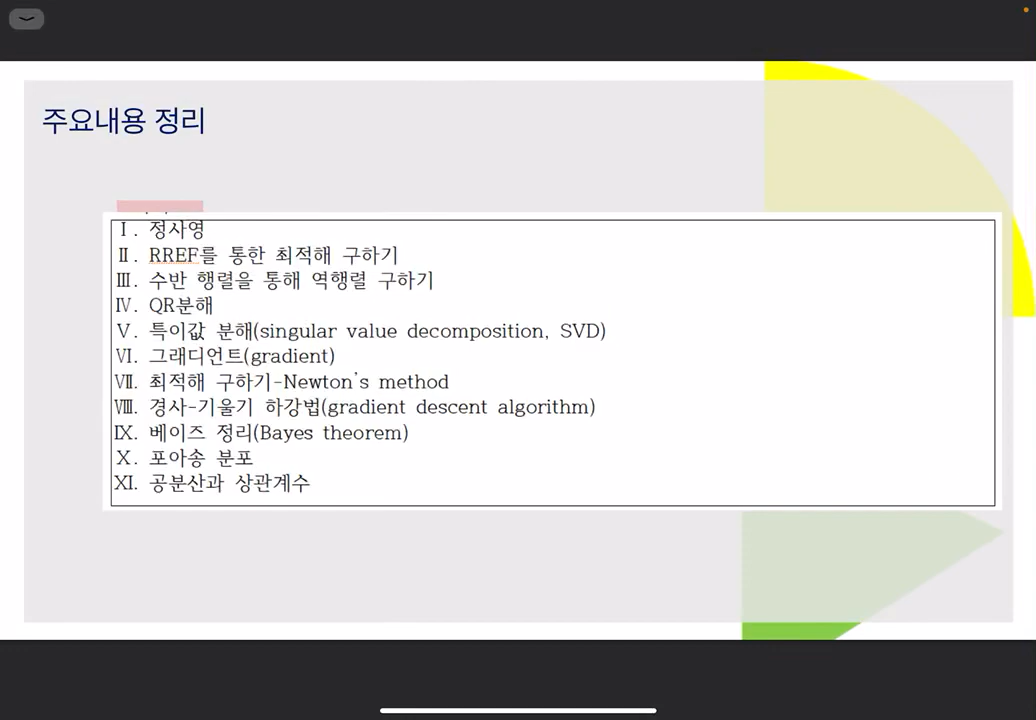 주요내용 정리
Ⅰ. 정사영
Ⅱ. RREF를 통한 최적해 구하기
Ⅲ. 수반 행렬을 통해 역행렬 구하기
Ⅳ. QR분해
Ⅴ. 특이값 분해(singular value decomposition, SVD)
Ⅵ. 그래디언트(gradient)
Ⅶ. 최적해 구하기-Newton's method
Ⅷ. 경사-기울기 하강법(gradient descent algorithm)
Ⅸ. 베이즈 정리(Bayes theorem)
Ⅹ. 포아송 분포
Ⅺ. 공분산과 상관계수